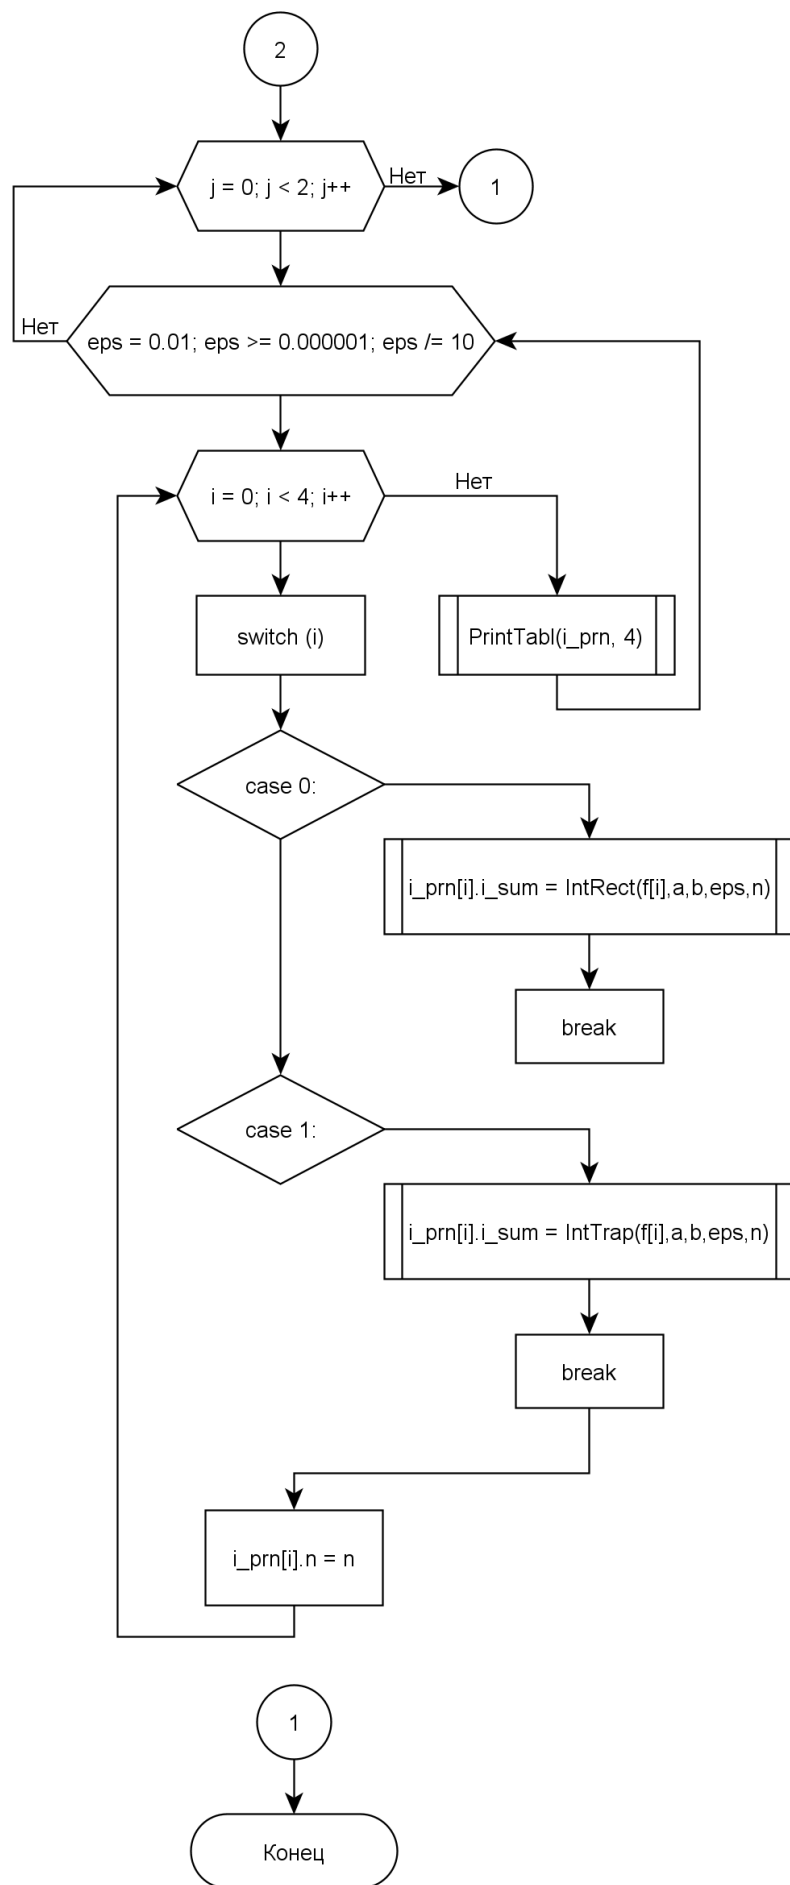 2
j = 0; j < 2; j++
Нет
1
Нет
eps = 0.01; eps >= 0.000001; eps /= 10
i = 0; i < 4; i++
Нет
switch (i)
PrintTabl(i_prn, 4)
case 0:
i_prn[i].i_sum = IntRect(f[i],a,b,eps,n)
break
case 1:
i_prn[i].i_sum = IntTrap(f[i],a,b,eps,n)
break
i_prn[i].n = n
1
Конец